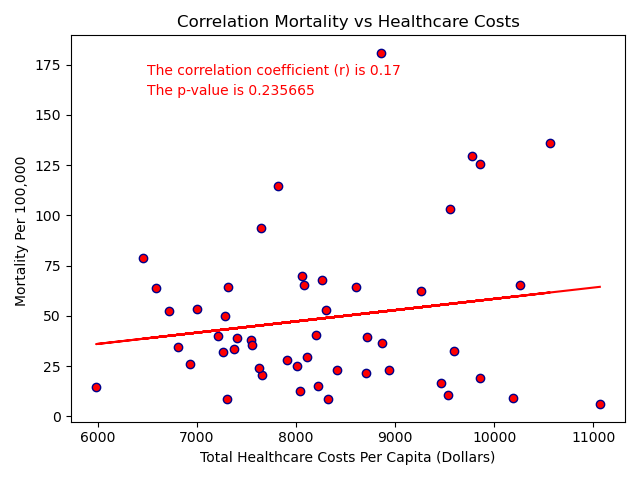 Correlation Mortality vs Healthcare Costs
175
150
125
100
75
50
25
0
Mortality Per 100,000
The correlation coefficient (r) is 0.17
The p-value is 0.235665
6000 7000 8000 9000 10000 11000
Total Healthcare Costs Per Capita (Dollars)